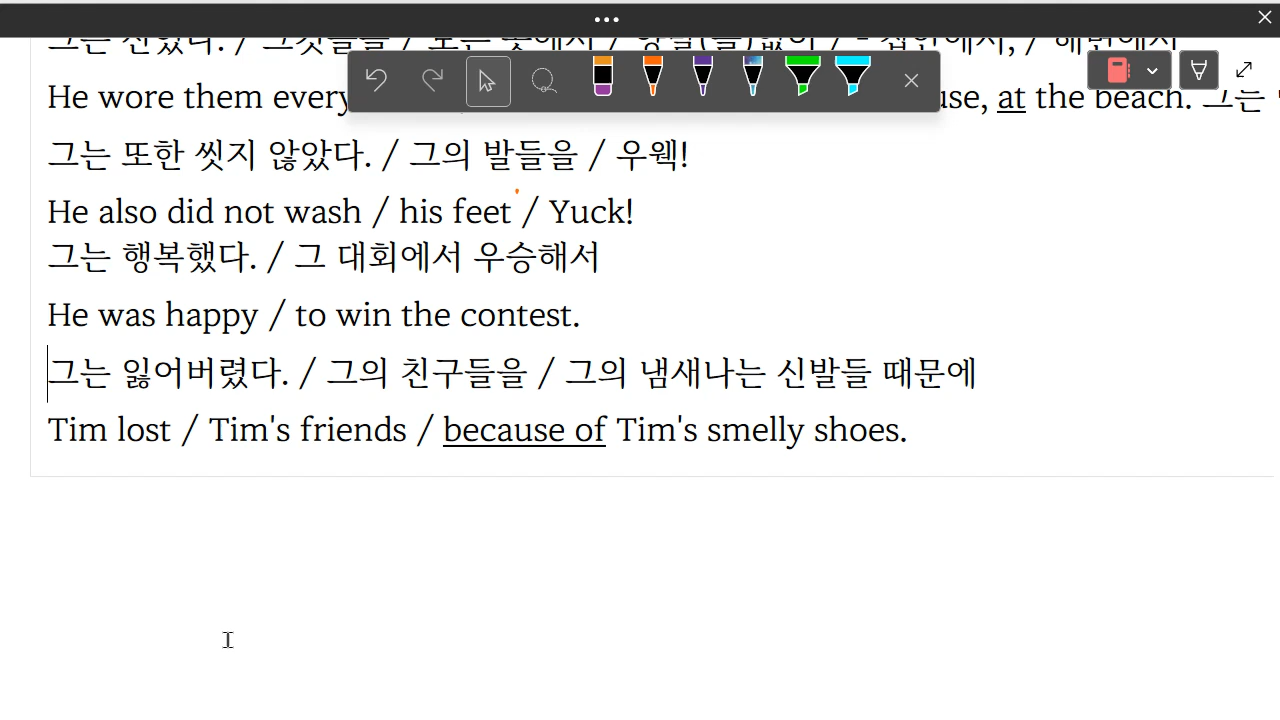 He wore them every use, at the beach. 그는
그는 또한 씻지 않았다. / 그의 발들을 / 우웩!
He also did not wash / his feet / Yuck!
그는 행복했다. / 그 대회에서 우승해서
He was happy / to win the contest.
그는 잃어버렸다. / 그의 친구들을 / 그의 냄새나는 신발들 때문에
Tim lost / Tim's friends / because of Tim's smelly shoes.